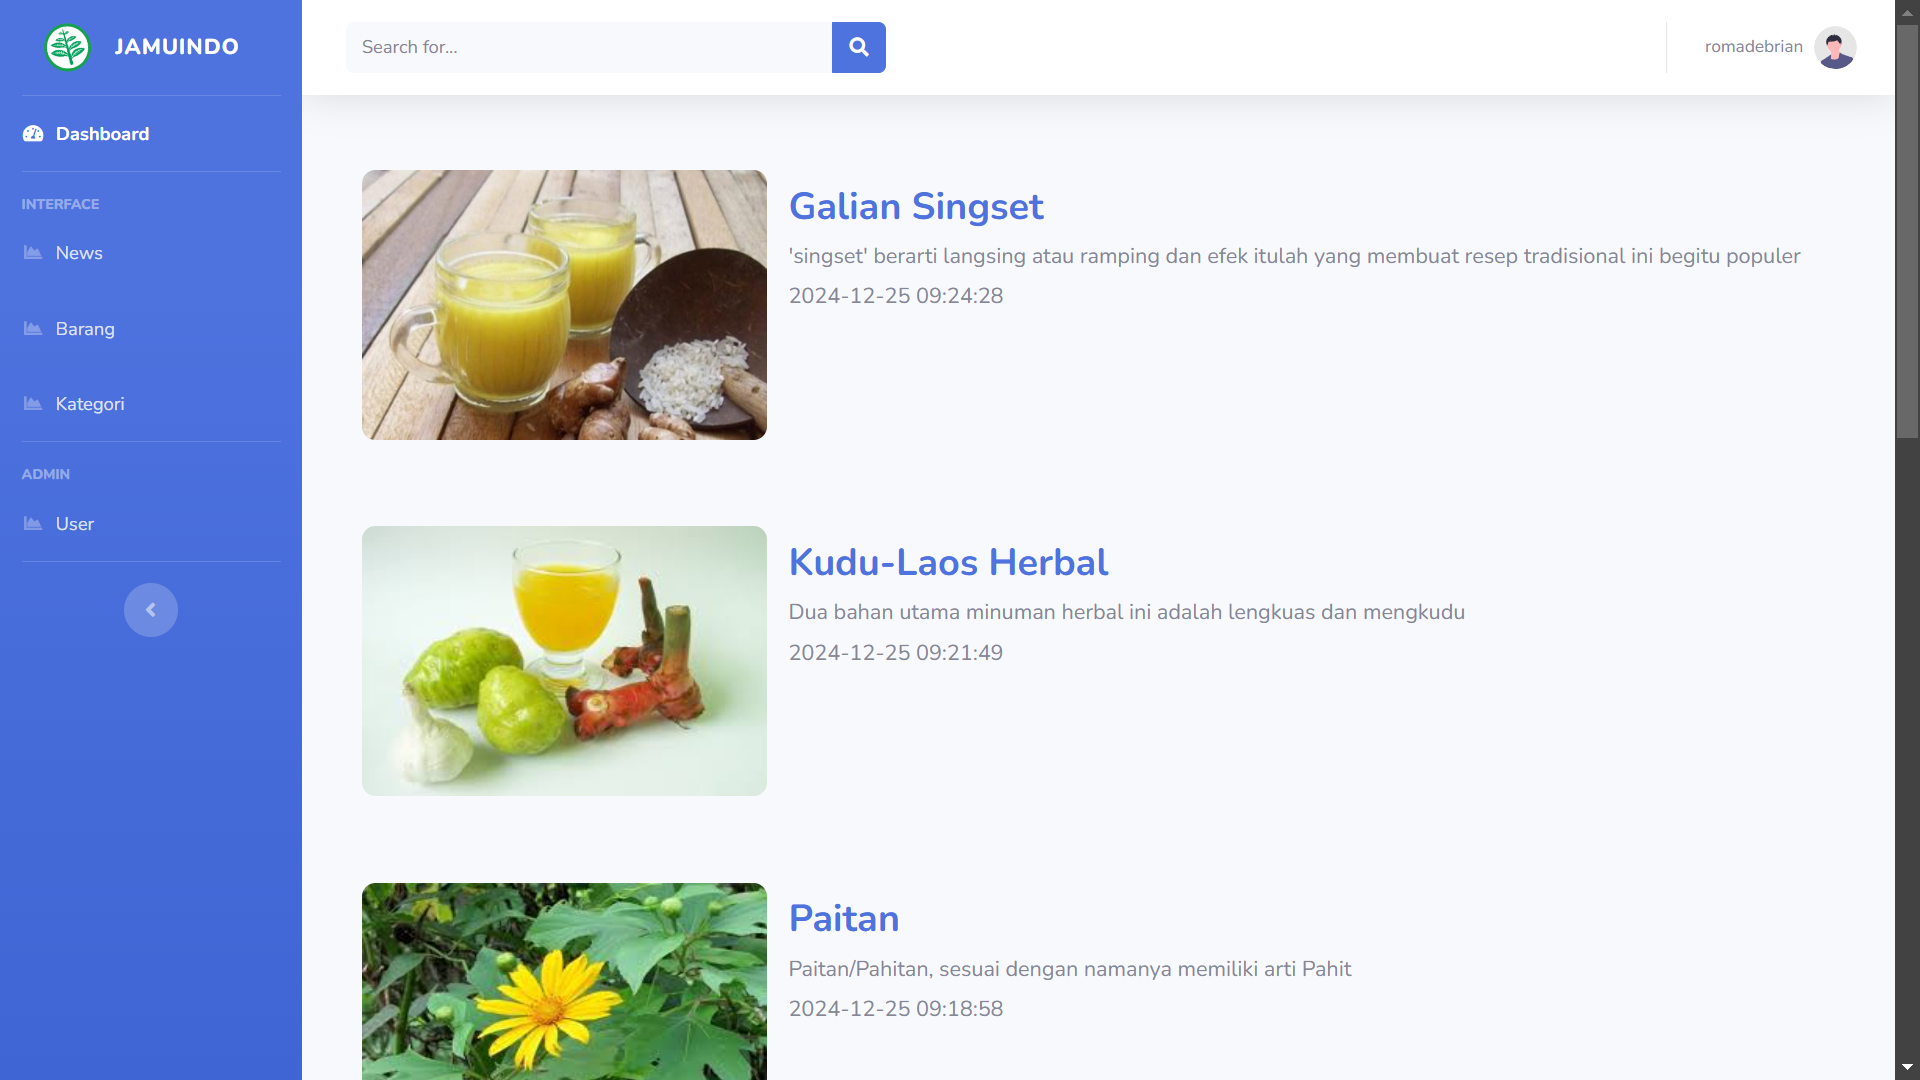 JAMUINDO
Dashboard
INTERFACE
News
Barang
Kategori
ADMIN
User
Search for...
romadebrian
Galian Singset
'singset' berarti langsing atau ramping dan efek itulah yang membuat resep tradisional ini begitu populer
2024-12-25 09:24:28
Kudu-Laos Herbal
Dua bahan utama minuman herbal ini adalah lengkuas dan mengkudu
2024-12-25 09:21:49
Paitan
Paitan/Pahitan, sesuai dengan namanya memiliki arti Pahit
2024-12-25 09:18:58